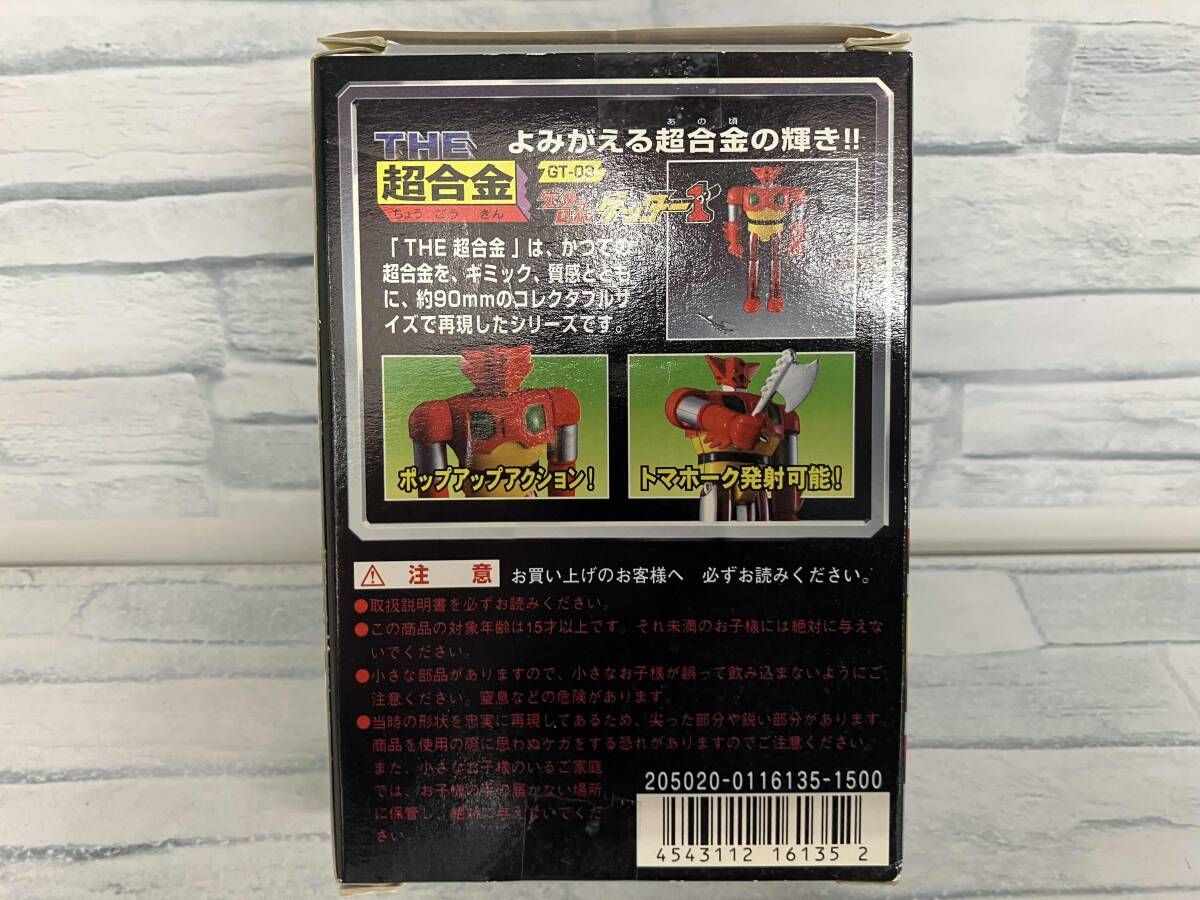 THE
超合金
ちょう ごう きん
あの頃
よみがえる超合金の輝き!!
GT-03
ゲッターロボ ゲッター1
「THE 超合金」は、かつての
超合金を、ギミック、質感ととも
に、約90mmのコレクタブルサ
イズで再現したシリーズです。
ポップアップアクション!
トマホーク発射可能!
⚠ 注 意
お買い上げのお客様へ 必ずお読みください。
●取扱説明書を必ずお読みください。
●この商品の対象年齢は15才以上です。それ未満のお子様には絶対に与えな
いでください。
●小さな部品がありますので、小さなお子様が誤って飲み込まないようにご
注意ください。窒息などの危険があります。
●当時の形状を忠実に再現してあるため、尖った部分や鋭い部分があります。
商品を使用の際に思わぬケガをする恐れがありますのでご注意ください。
また、小さなお子様のいるご家庭
では、お子様の手の届かない場所
に保管し、絶対に与えないでくだ
さい。
205020-0116135-1500
4543112 16135 2